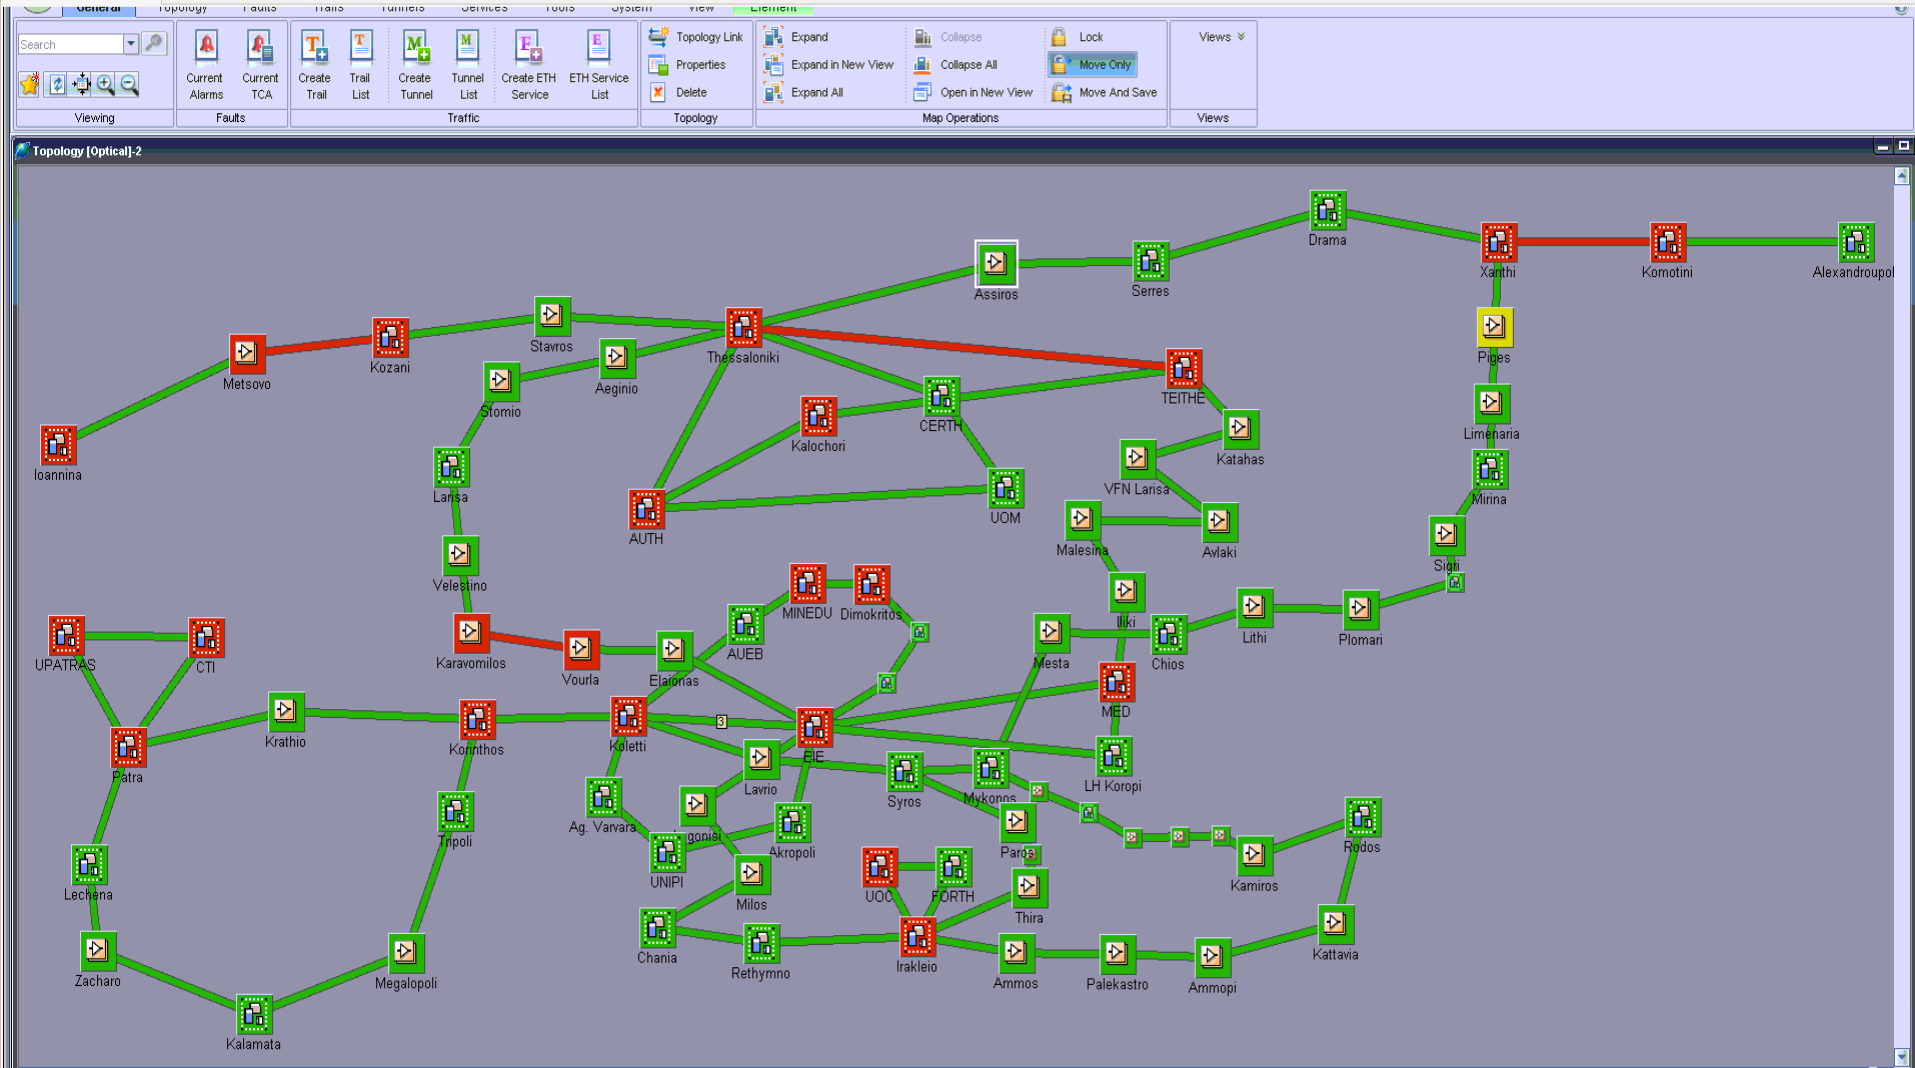 General Topology Faults Trails Tunnels Services Tools System View Element
Search
Current Alarms
Current TCA
Create Trail
Trail List
Create Tunnel
Tunnel List
Create ETH Service
ETH Service List
Topology Link
Properties
Delete
Expand
Expand in New View
Expand All
Collapse
Collapse All
Open in New View
Lock
Move Only
Move And Save
Views
Viewing
Faults
Traffic
Topology
Map Operations
Views
Topology [Optical]-2
Drama
Xanthi
Komotini
Alexandroupol
Assiros
Serres
Stavros
Thessaloniki
Piges
Metsovo
Kozani
Aeginio
Stomio
TEITHE
CERTH
Kalochori
Limenaria
Katahas
Ioannina
Larisa
VFN Larisa
Mirina
UOM
AUTH
Malesina
Avlaki
Sigri
Velestino
MINEDU
Dimokritos
Iliki
Lithi
Plomari
UPATRAS
CTI
Karavomilos
Vourla
Elaionas
AUEB
Mesta
Chios
MED
Krathio
Korinthos
Koletti
3
EIE
Patra
Lavrio
Syros
Mykonos
LH Koropi
Ag. Varvara
gonisi
Akropoli
Paros
Rodos
Tripoli
UNIPI
Kamiros
Lechena
Milos
UOC
FORTH
Thira
Chania
Rethymno
Irakleio
Kattavia
Zacharo
Megalopoli
Ammos
Palekastro
Ammopi
Kalamata